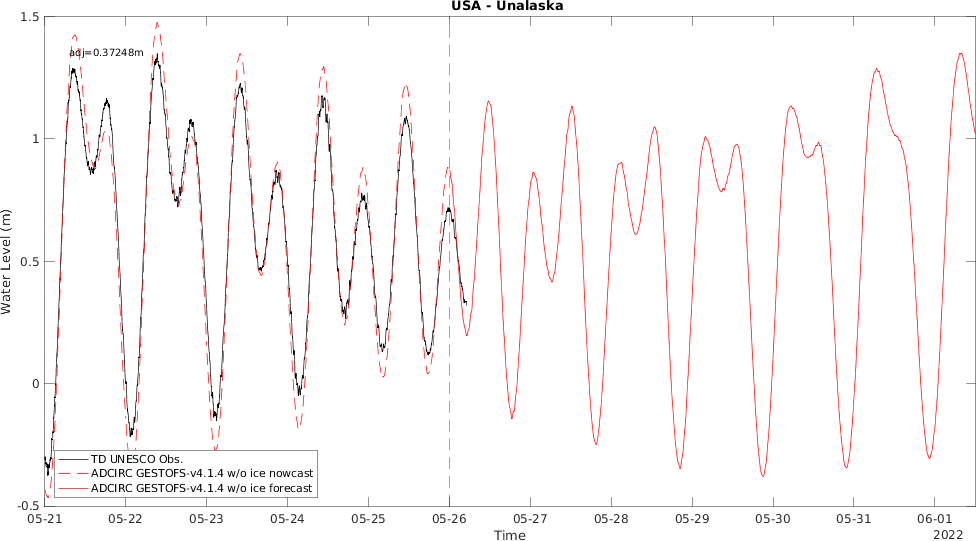 USA - Unalaska
adj=0.37248m
Water Level (m)
1.5
1
0.5
0
-0.5
TD UNESCO Obs.
ADCIRC GESTOFS-v4.1.4 w/o ice nowcast
ADCIRC GESTOFS-v4.1.4 w/o ice forecast
05-21 05-22 05-23 05-24 05-25 05-26 05-27 05-28 05-29 05-30 05-31 06-01
Time
2022